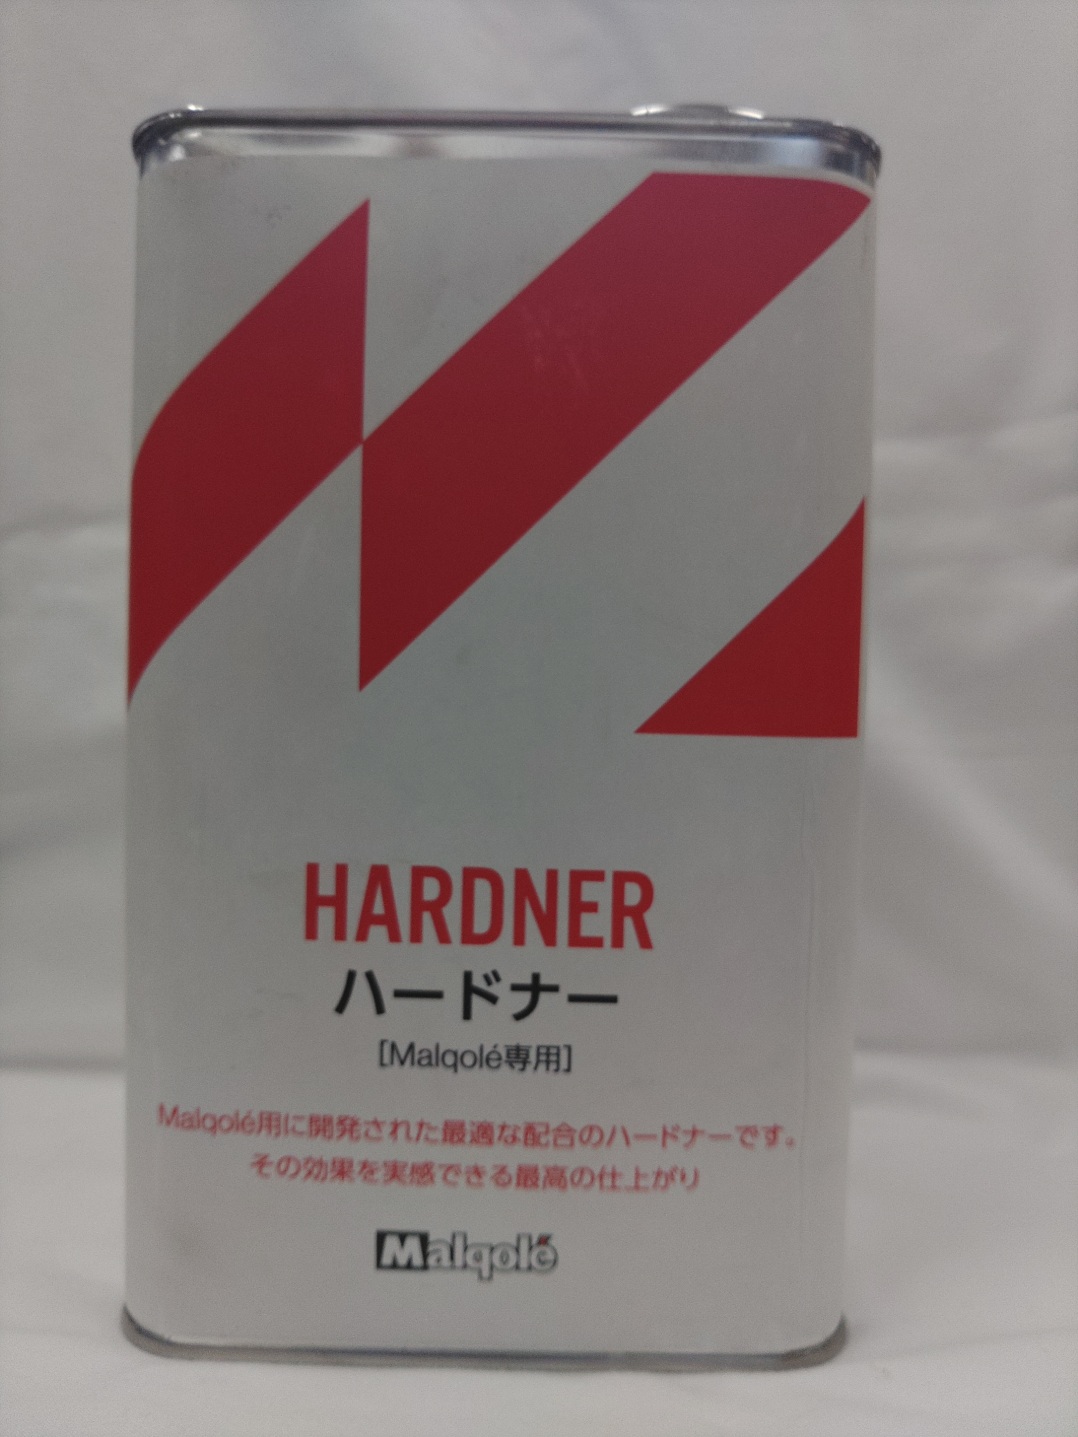 HARDNER
ハードナー
[Malqolé専用]
Malqolé用に開発された最適な配合のハードナーです。
その効果を実感できる最高の仕上がり
Malqolé